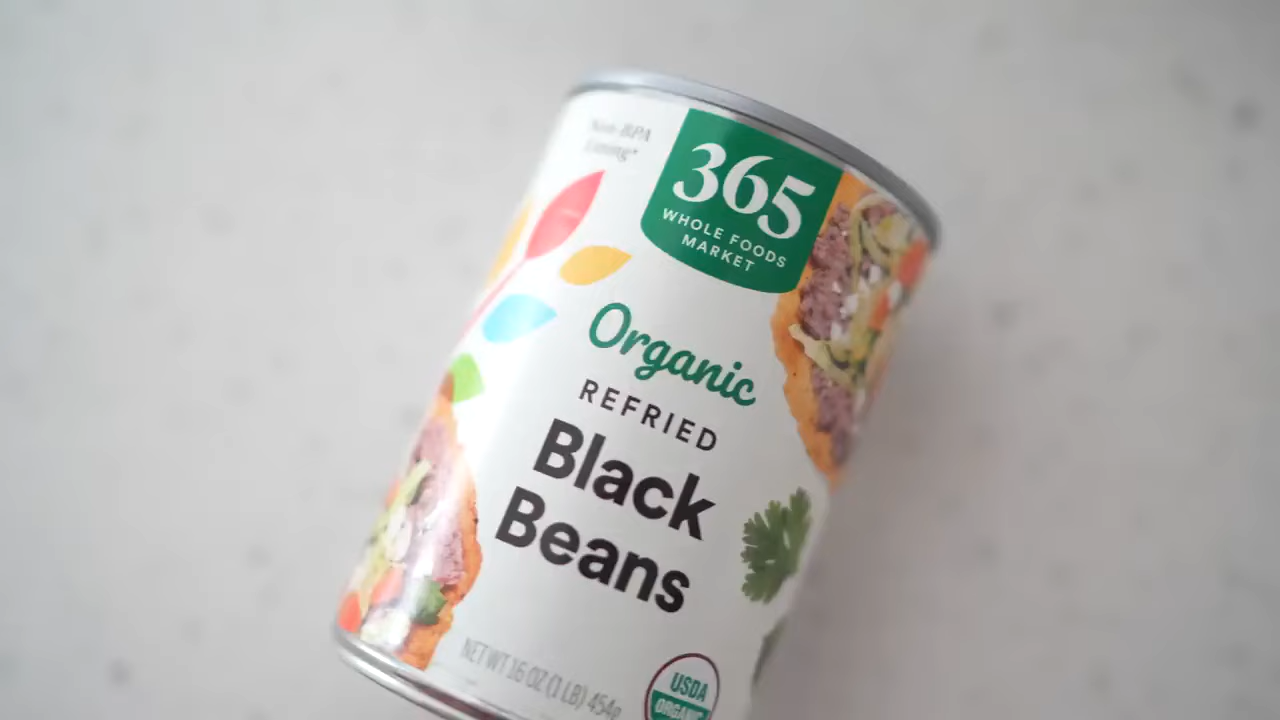 Non-BPA
Lining*
365
WHOLE FOODS
MARKET
Organic
REFRIED
Black
Beans
NET WT 16 OZ (1 LB) 454g
USDA
ORGANIC